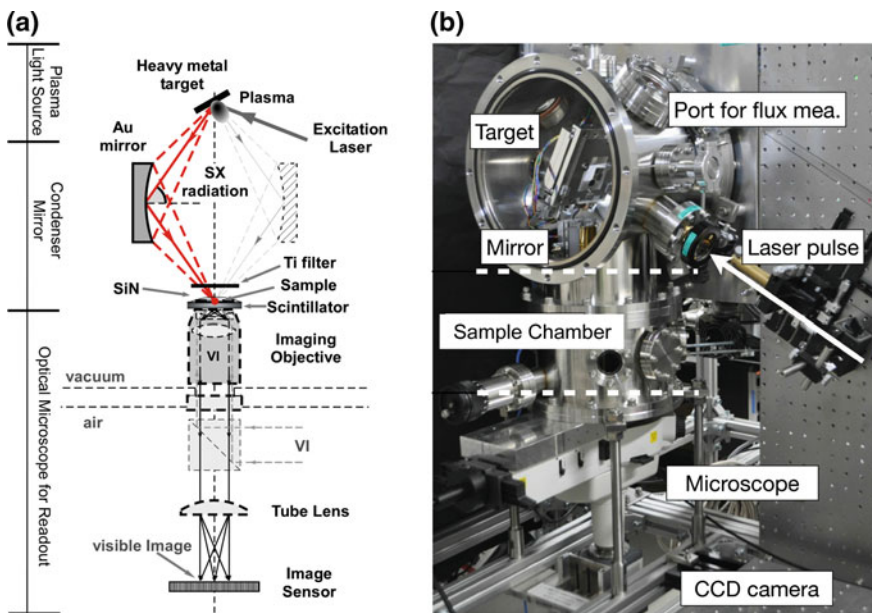 (a)
Plasma
Light Source
Heavy metal
target
Plasma
Excitation
Laser
Au
mirror
Condenser
Mirror
SX
radiation
Ti filter
SiN
Sample
Scintillator
Imaging
Objective
VI
Optical Microscope for Readout
vacuum
air
VI
Tube Lens
visible Image
Image
Sensor
(b)
Port for flux mea.
Target
Mirror
Laser pulse
Sample Chamber
Microscope
CCD camera